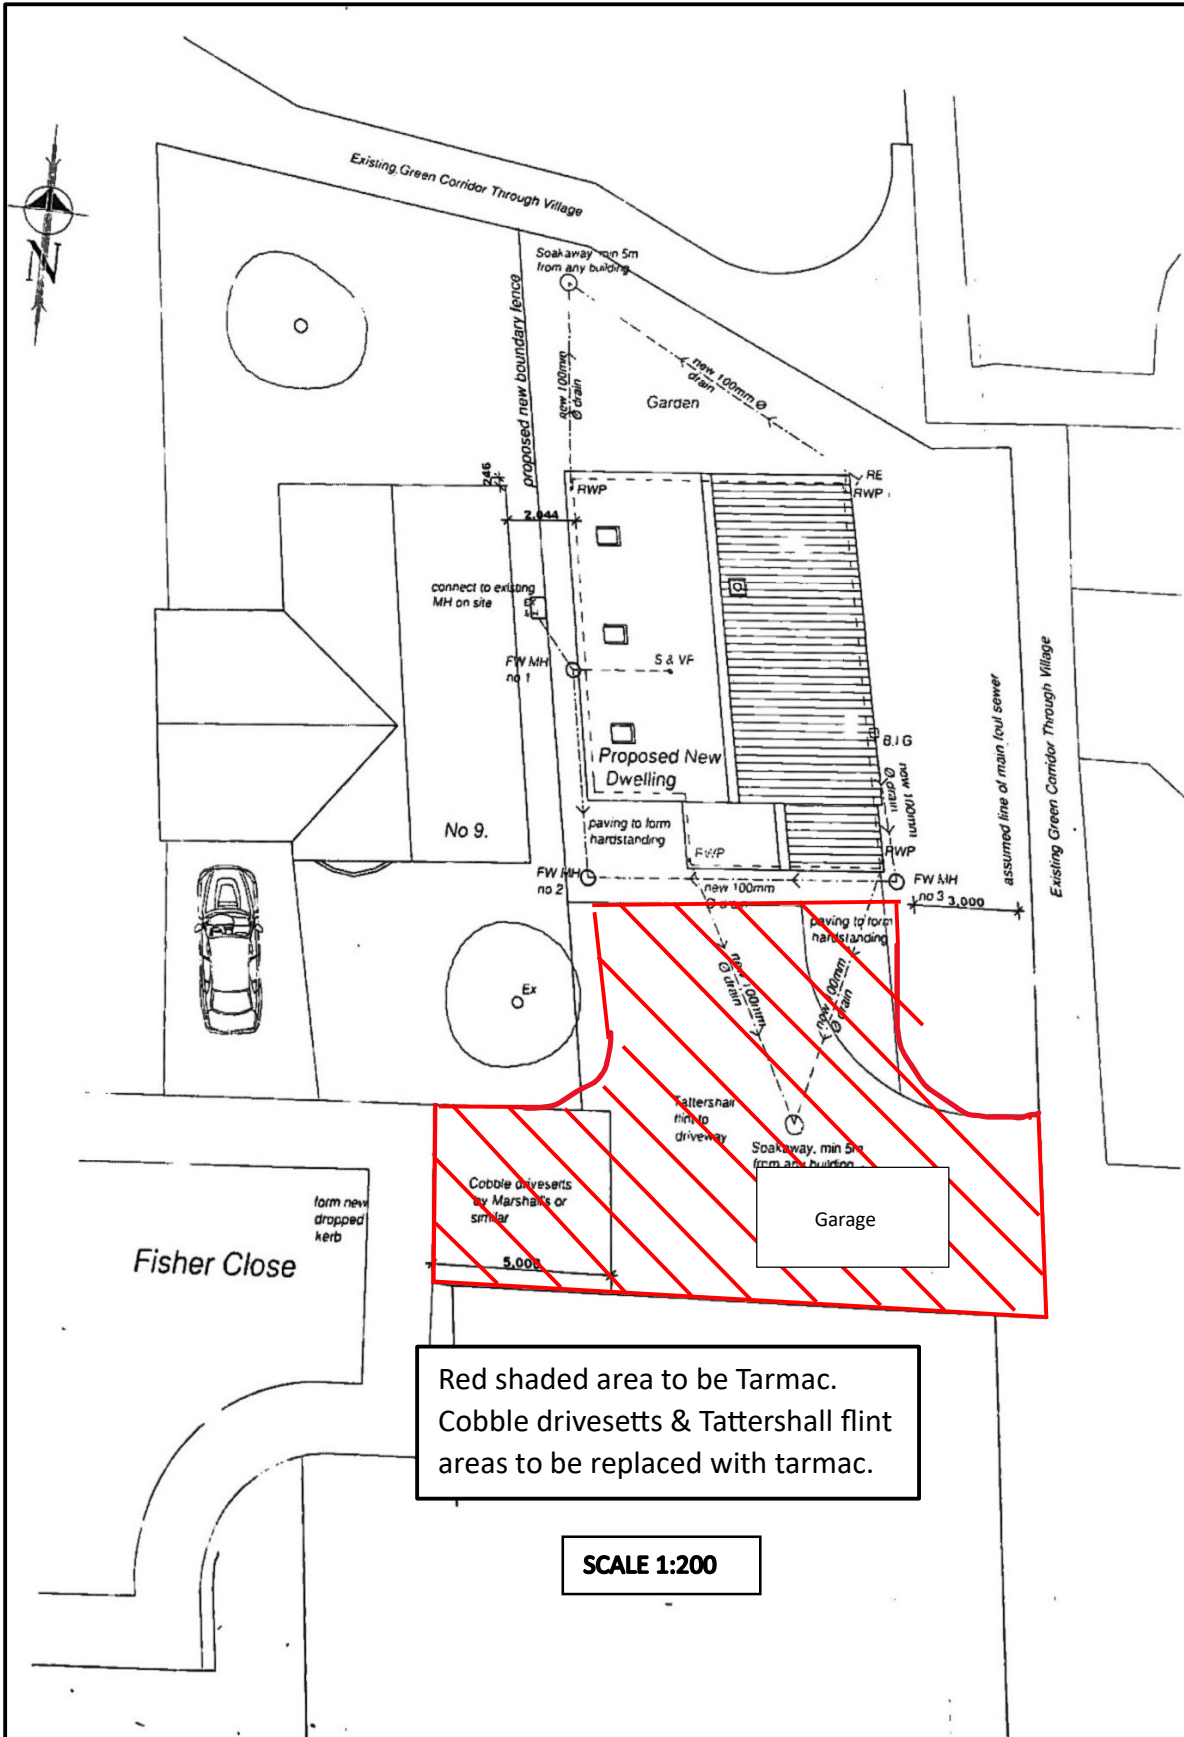 Existing Green Corridor Through Village
N
Soakaway min 5m
from any building
proposed new boundary fence
new 100mm
Ø drain
new 100mm Ø
drain
Garden
246
RE
RWP
RWP
2,044
connect to existing
MH on site
EX
FW MH
no 1
S & VP
Proposed New
Dwelling
B.I G
new 100mm
Ø drain
assumed line of main foul sewer
Existing Green Corridor Through Village
No 9.
paving to form
hardstanding
RWP
RWP
FW MH
no 2
new 100mm
FW MH
no 3
3,000
paving to form
hardstanding
Ex
new 100mm
Ø drain
new 100mm
Ø drain
Tattershall
flint to
driveway
Soakaway, min 5m
from any building
Cobble drivesetts
by Marshall's or
similar
Garage
form new
dropped
kerb
Fisher Close
5,000
Red shaded area to be Tarmac.
Cobble drivesetts & Tattershall flint
areas to be replaced with tarmac.
SCALE 1:200